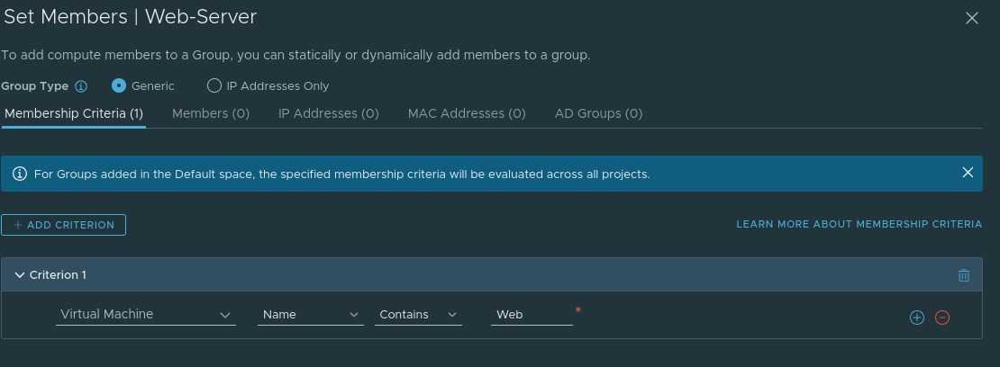 Set Members | Web-Server
To add compute members to a Group, you can statically or dynamically add members to a group.
Group Type Generic IP Addresses Only
Membership Criteria (1) Members (0) IP Addresses (0) MAC Addresses (0) AD Groups (0)
For Groups added in the Default space, the specified membership criteria will be evaluated across all projects.
+ ADD CRITERION LEARN MORE ABOUT MEMBERSHIP CRITERIA
Criterion 1
Virtual Machine Name Contains Web *